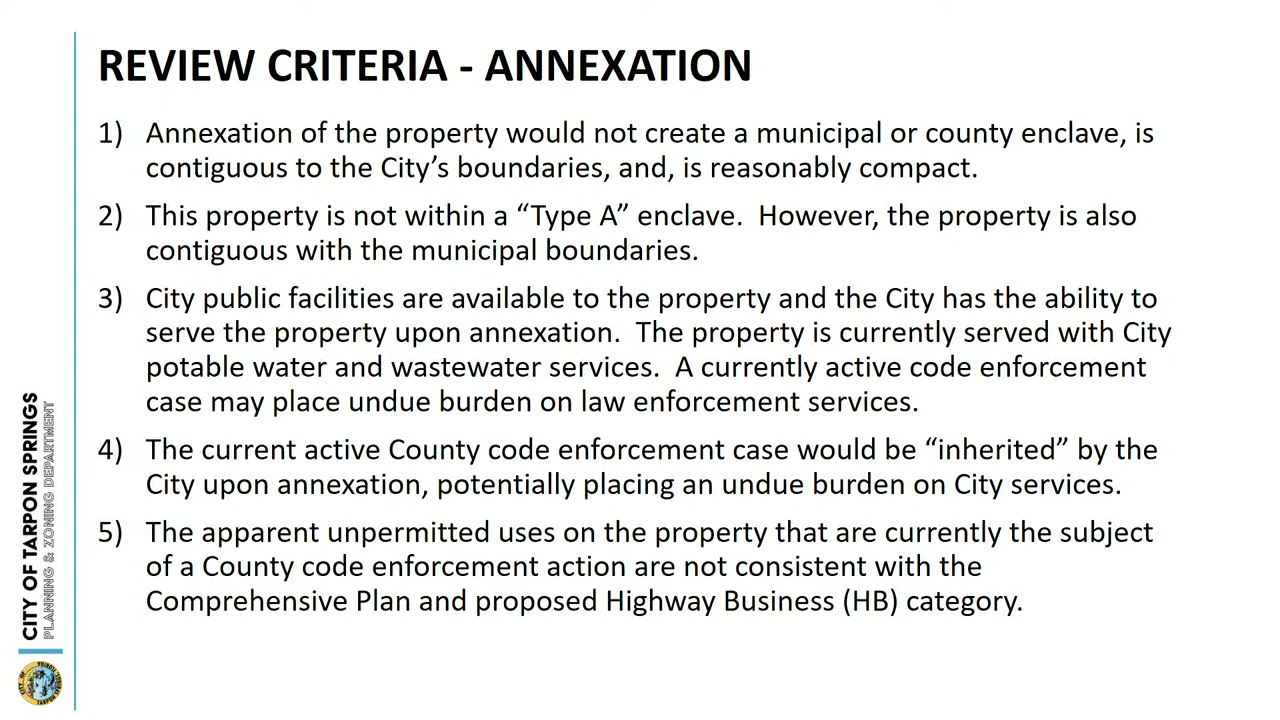 REVIEW CRITERIA - ANNEXATION
1) Annexation of the property would not create a municipal or county enclave, is
contiguous to the City’s boundaries, and, is reasonably compact.
2) This property is not within a “Type A” enclave.  However, the property is also
contiguous with the municipal boundaries.
3) City public facilities are available to the property and the City has the ability to
serve the property upon annexation.  The property is currently served with City
potable water and wastewater services.  A currently active code enforcement
case may place undue burden on law enforcement services.
4) The current active County code enforcement case would be “inherited” by the
City upon annexation, potentially placing an undue burden on City services.
5) The apparent unpermitted uses on the property that are currently the subject
of a County code enforcement action are not consistent with the
Comprehensive Plan and proposed Highway Business (HB) category.
CITY OF TARPON SPRINGS
PLANNING & ZONING DEPARTMENT